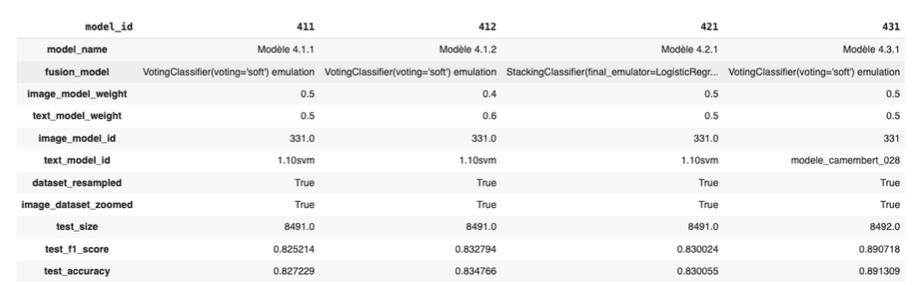 model_id 411 412 421 431
model_name Modèle 4.1.1 Modèle 4.1.2 Modèle 4.2.1 Modèle 4.3.1
fusion_model VotingClassifier(voting='soft') emulation VotingClassifier(voting='soft') emulation StackingClassifier(final_emulator=LogisticRegr... VotingClassifier(voting='soft') emulation
image_model_weight 0.5 0.4 0.5 0.5
text_model_weight 0.5 0.6 0.5 0.5
image_model_id 331.0 331.0 331.0 331
text_model_id 1.10svm 1.10svm 1.10svm modele_camembert_028
dataset_resampled True True True True
image_dataset_zoomed True True True True
test_size 8491.0 8491.0 8491.0 8492.0
test_f1_score 0.825214 0.832794 0.830024 0.890718
test_accuracy 0.827229 0.834766 0.830055 0.891309